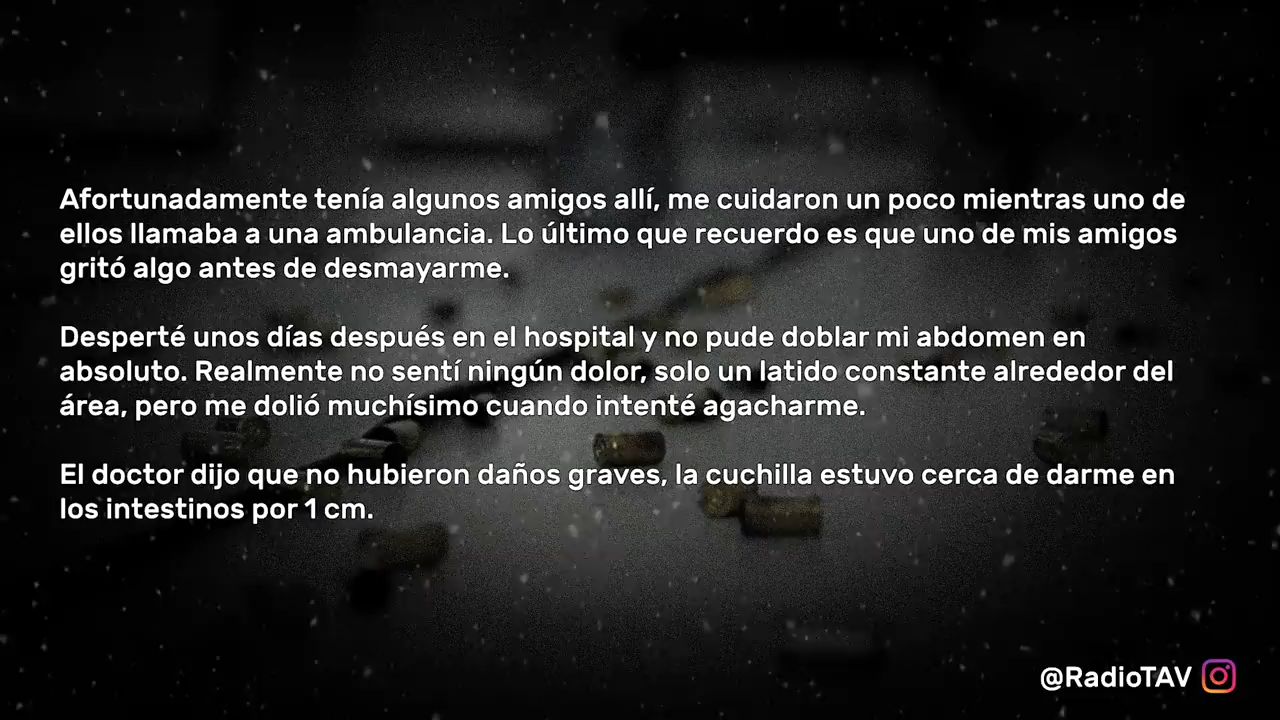 Afortunadamente tenía algunos amigos allí, me cuidaron un poco mientras uno de
ellos llamaba a una ambulancia. Lo último que recuerdo es que uno de mis amigos
gritó algo antes de desmayarme.
Desperté unos días después en el hospital y no pude doblar mi abdomen en
absoluto. Realmente no sentí ningún dolor, solo un latido constante alrededor del
área, pero me dolió muchísimo cuando intenté agacharme.
El doctor dijo que no hubieron daños graves, la cuchilla estuvo cerca de darme en
los intestinos por 1 cm.
@RadioTAV